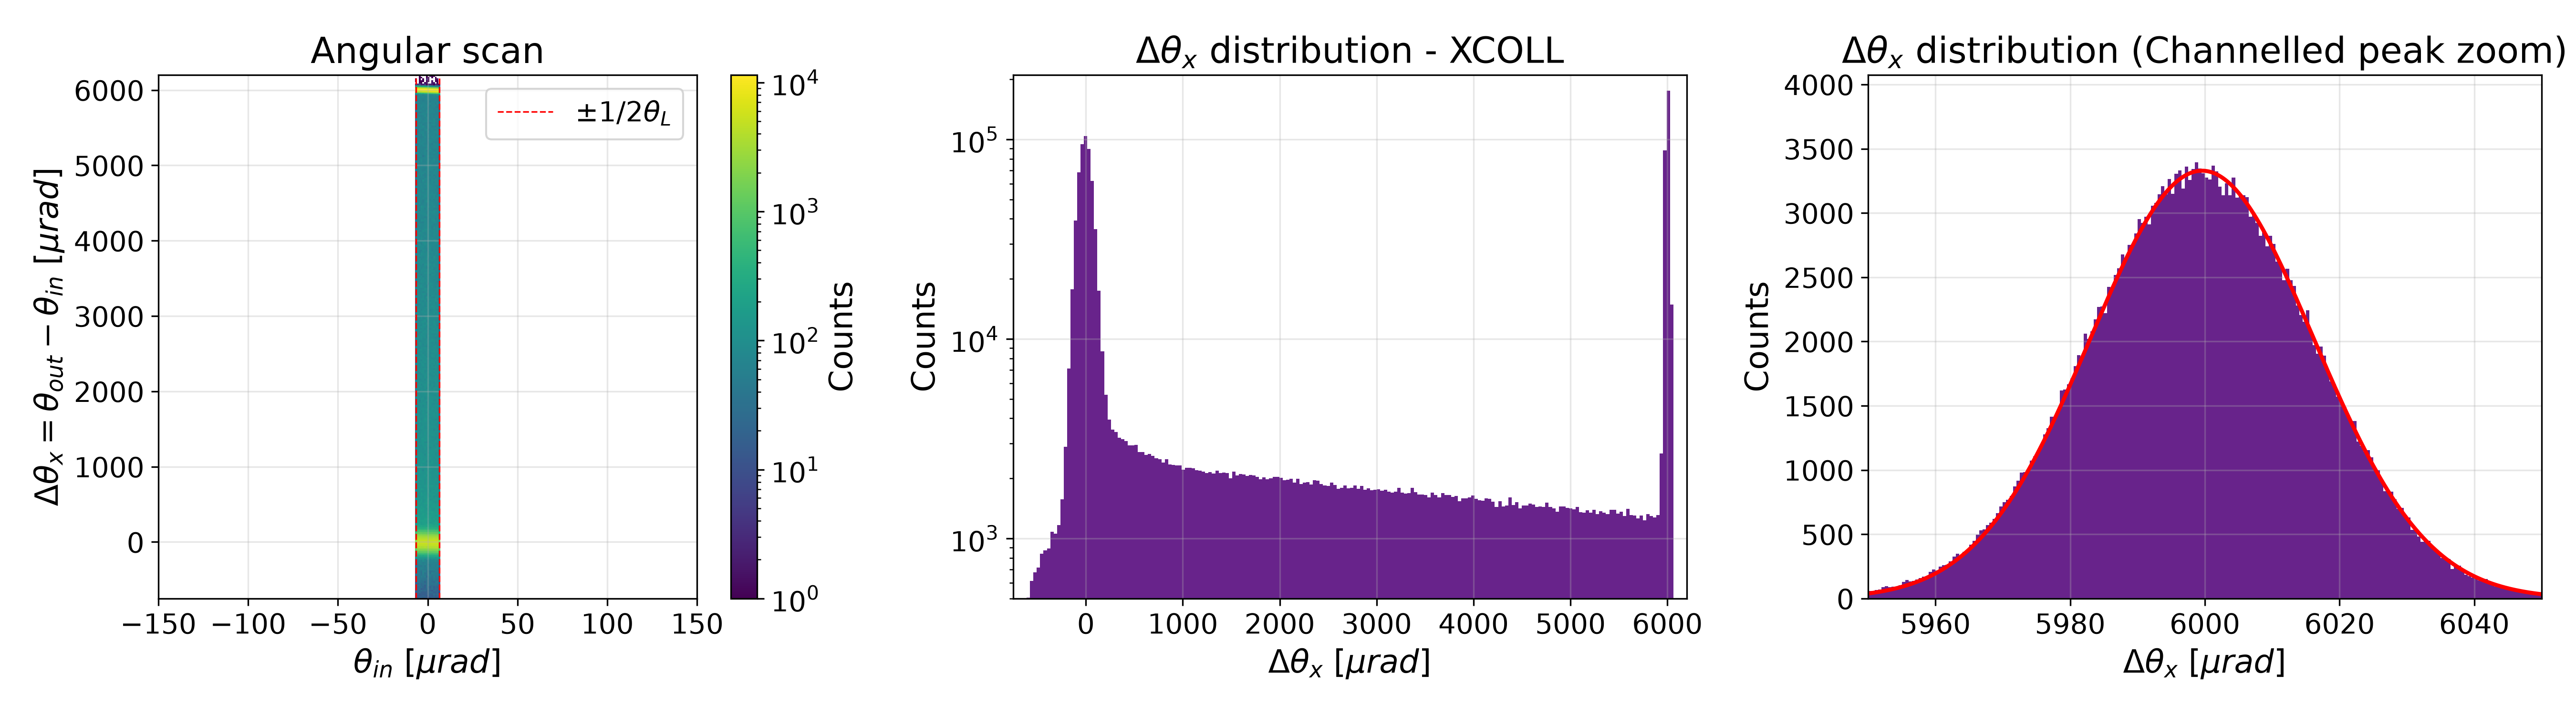 Angular scan
Δθx = θout − θin [μrad]
6000
5000
4000
3000
2000
1000
0
±1/2θL
−150 −100 −50 0 50 100 150
θin [μrad]
10^4
10^3
10^2
10^1
10^0
Counts
Δθx distribution - XCOLL
Counts
10^5
10^4
10^3
0 1000 2000 3000 4000 5000 6000
Δθx [μrad]
Δθx distribution (Channelled peak zoom)
Counts
4000
3500
3000
2500
2000
1500
1000
500
0
5960 5980 6000 6020 6040
Δθx [μrad]